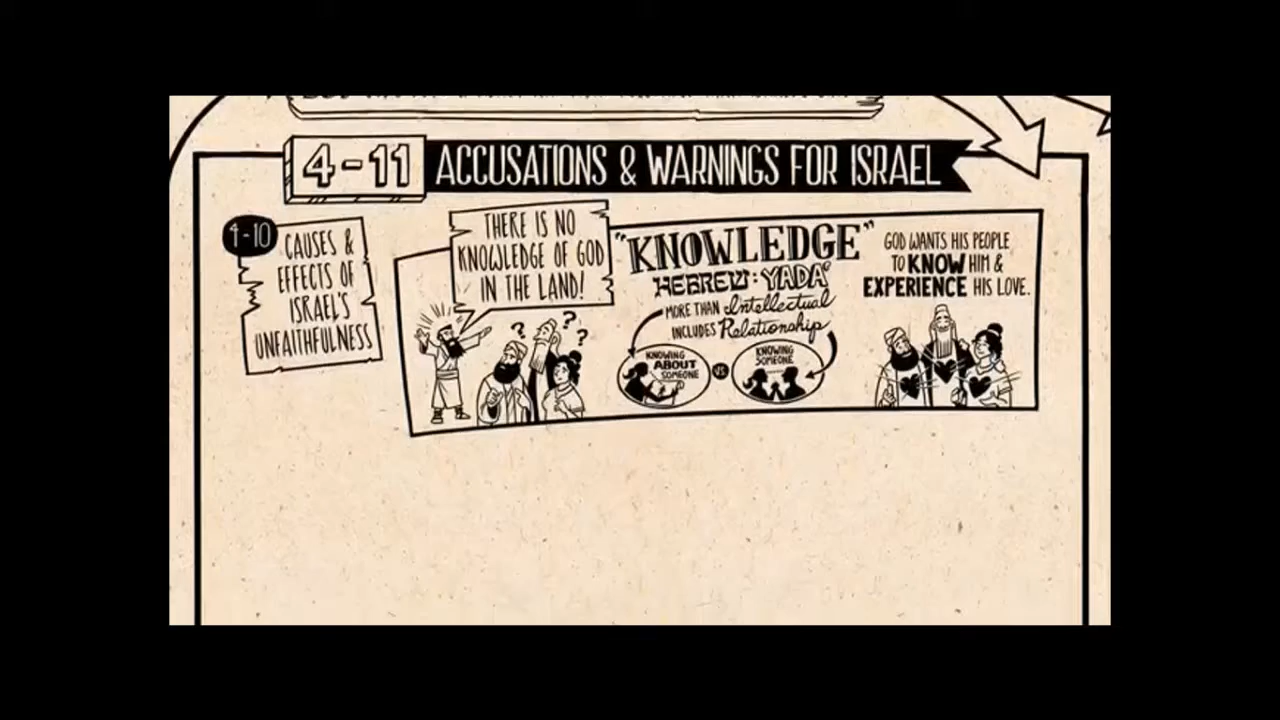 4-11 ACCUSATIONS & WARNINGS FOR ISRAEL
4-10
CAUSES &
EFFECTS OF
ISRAEL'S
UNFAITHFULNESS
THERE IS NO
KNOWLEDGE OF GOD
IN THE LAND!
? ? ?
"KNOWLEDGE"
HEBREW: YADA'
MORE THAN Intellectual
INCLUDES Relationship
KNOWING
ABOUT
SOMEONE
VS
KNOWING
SOMEONE
GOD WANTS HIS PEOPLE
TO KNOW HIM &
EXPERIENCE HIS LOVE.